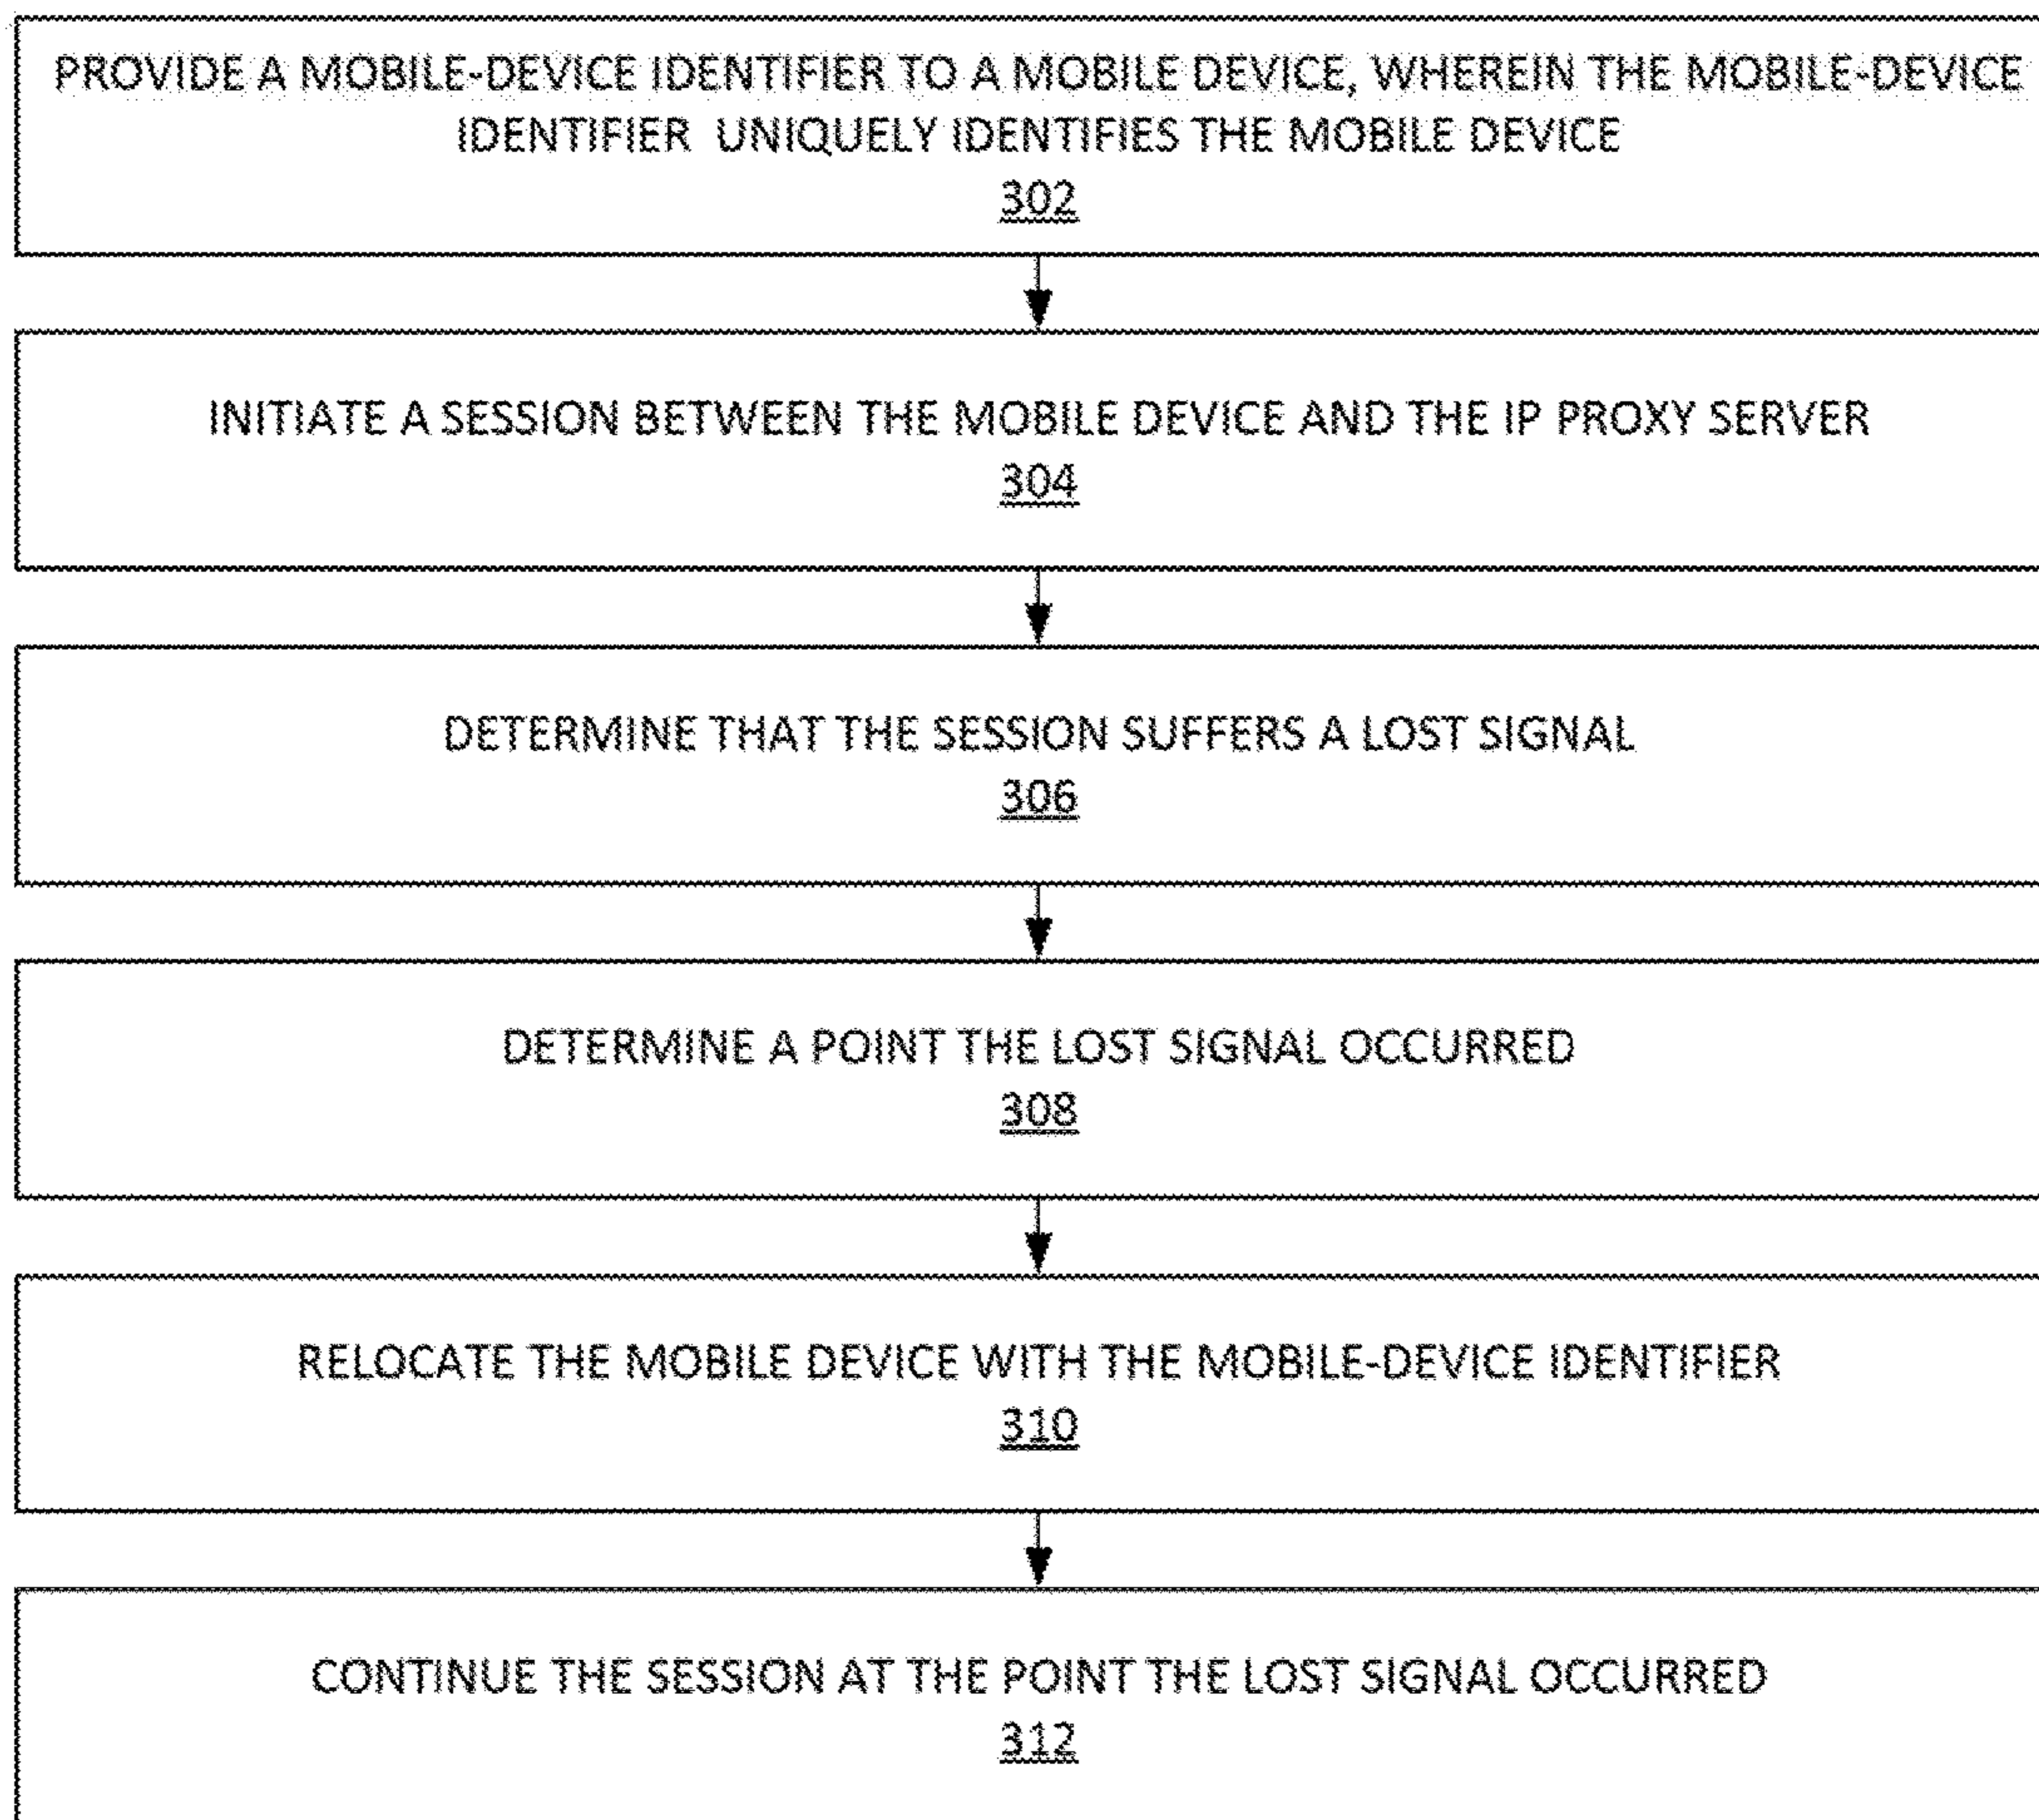 PROVIDE A MOBILE-DEVICE IDENTIFIER TO A MOBILE DEVICE, WHEREIN THE MOBILE-DEVICE
IDENTIFIER UNIQUELY IDENTIFIES THE MOBILE DEVICE
302
INITIATE A SESSION BETWEEN THE MOBILE DEVICE AND THE IP PROXY SERVER
304
DETERMINE THAT THE SESSION SUFFERS A LOST SIGNAL
306
DETERMINE A POINT THE LOST SIGNAL OCCURRED
308
RELOCATE THE MOBILE DEVICE WITH THE MOBILE-DEVICE IDENTIFIER
310
CONTINUE THE SESSION AT THE POINT THE LOST SIGNAL OCCURRED
312